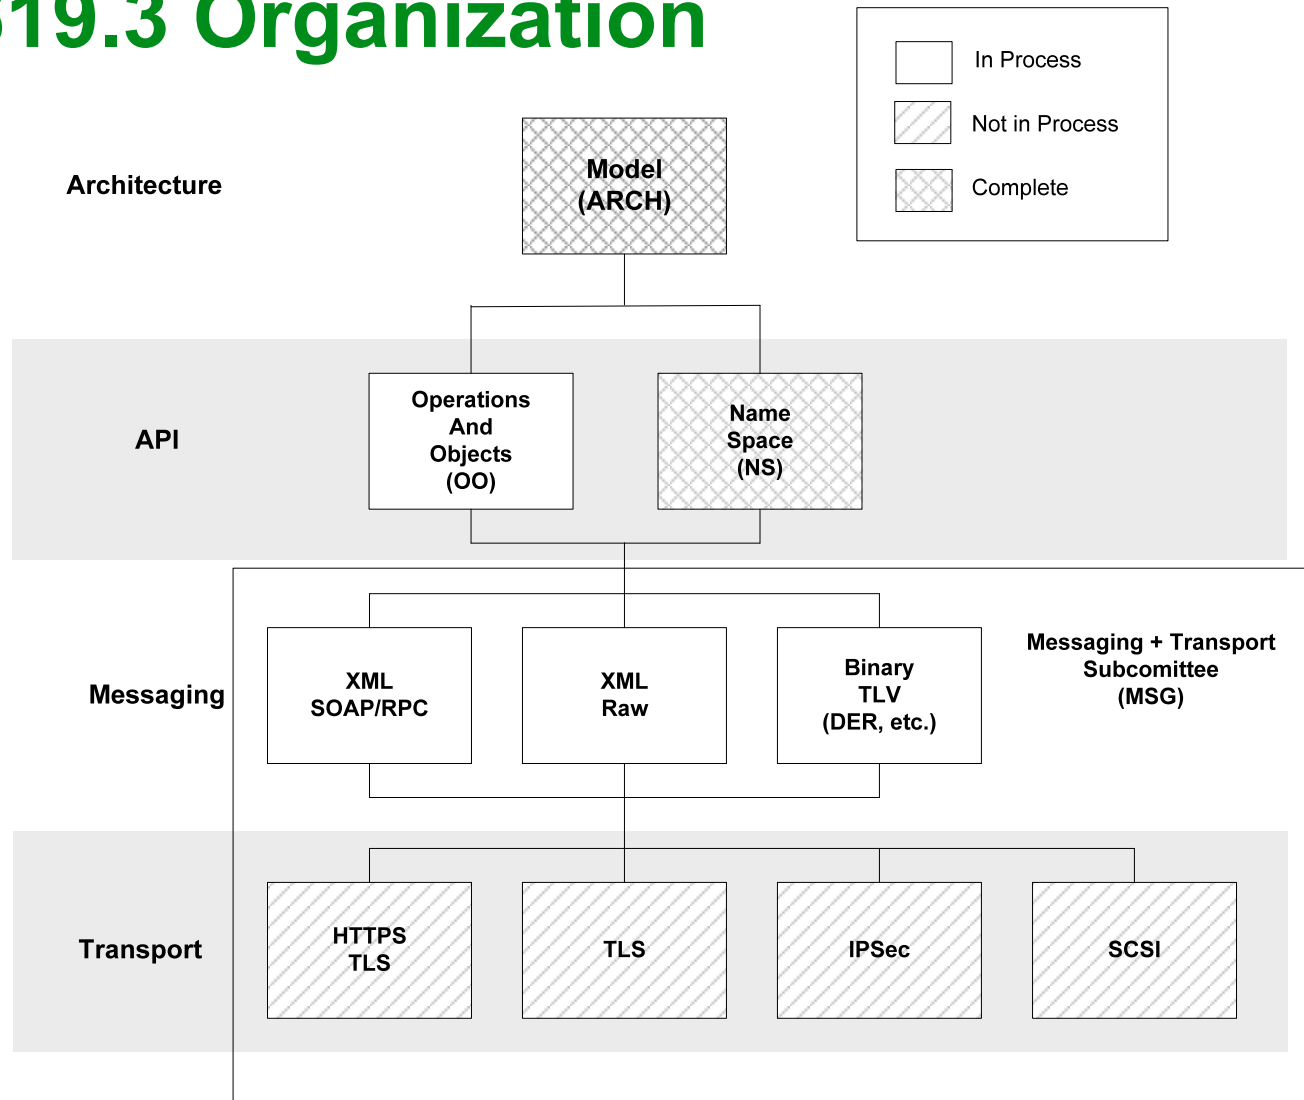 619.3 Organization
In Process
Not in Process
Complete
Architecture
Model
(ARCH)
API
Operations
And
Objects
(OO)
Name
Space
(NS)
Messaging
XML
SOAP/RPC
XML
Raw
Binary
TLV
(DER, etc.)
Messaging + Transport
Subcomittee
(MSG)
Transport
HTTPS
TLS
TLS
IPSec
SCSI